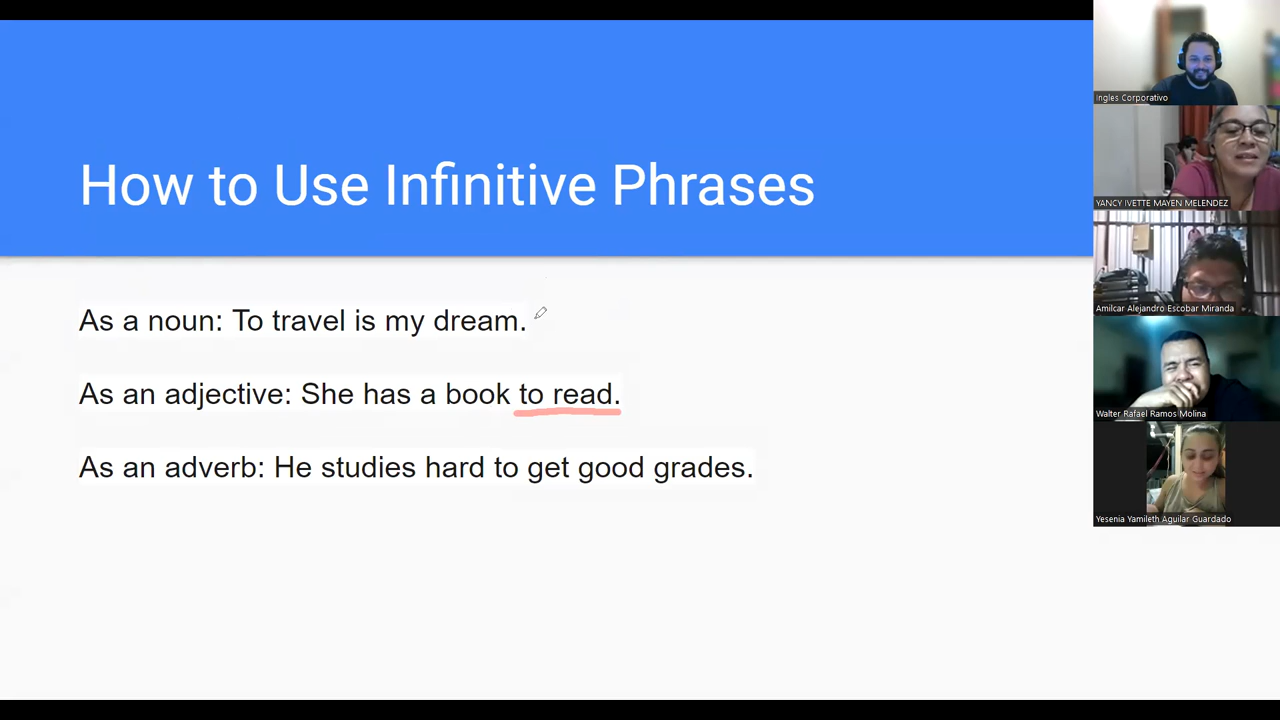 How to Use Infinitive Phrases
As a noun: To travel is my dream.
As an adjective: She has a book to read.
As an adverb: He studies hard to get good grades.
Ingles Corporativo
YANCY IVETTE MAYEN MELENDEZ
Amilcar Alejandro Escobar Miranda
Walter Rafael Ramos Molina
Yesenia Yamileth Aguilar Guardado